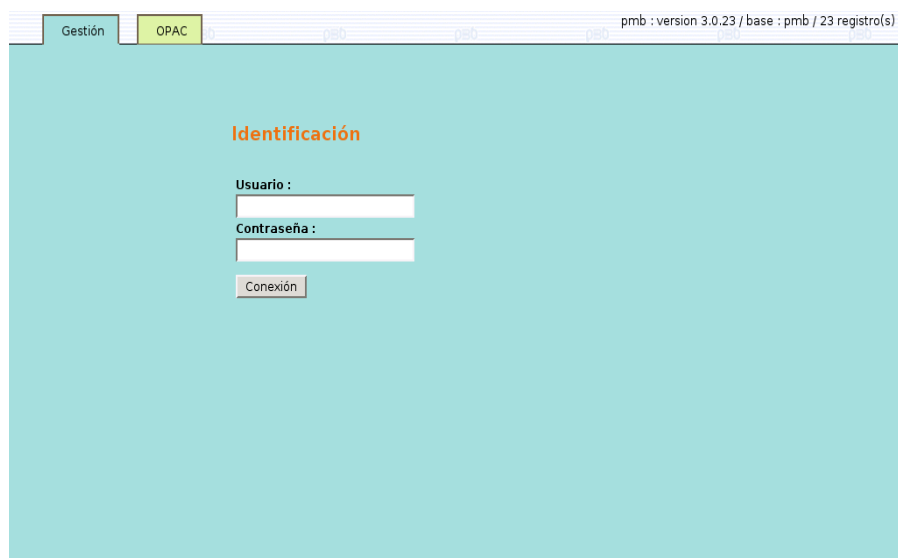 Gestión
OPAC
pmb : version 3.0.23 / base : pmb / 23 registro(s)
Identificación
Usuario :
Contraseña :
Conexión